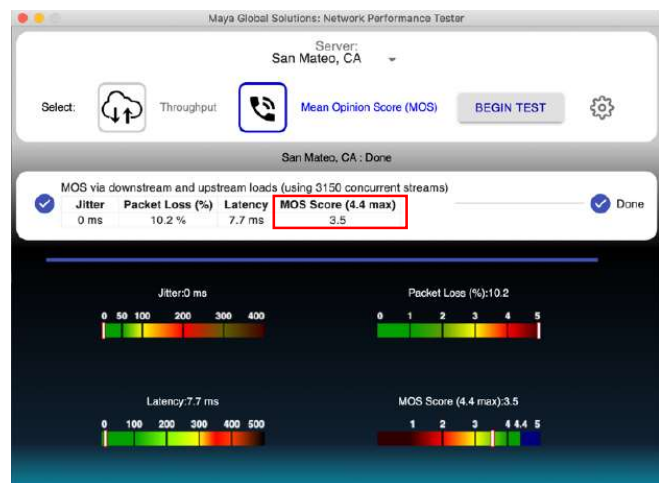 Maya Global Solutions: Network Performance Tester
Server:
San Mateo, CA
Select:
Throughput
Mean Opinion Score (MOS)
BEGIN TEST
San Mateo, CA : Done
MOS via downstream and upstream loads (using 3150 concurrent streams)
Jitter Packet Loss (%) Latency MOS Score (4.4 max)
0 ms 10.2 % 7.7 ms 3.5
Done
Jitter:0 ms
0 50 100 200 300 400
Packet Loss (%):10.2
0 1 2 3 4 5
Latency:7.7 ms
0 100 200 300 400 500
MOS Score (4.4 max):3.5
1 2 3 4 4.4 5